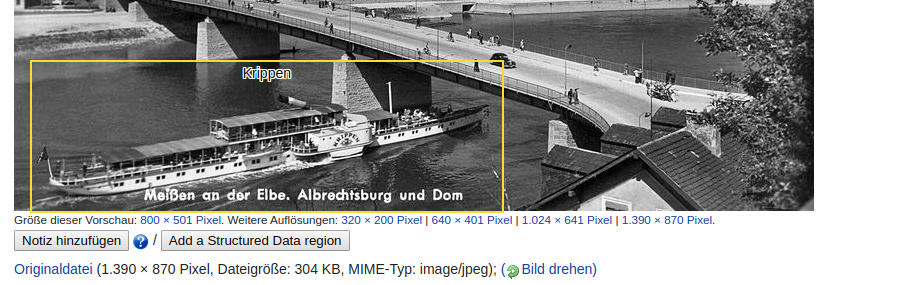 Krippen
KRIPPEN
Meißen an der Elbe. Albrechtsburg und Dom
Größe dieser Vorschau: 800 × 501 Pixel. Weitere Auflösungen: 320 × 200 Pixel | 640 × 401 Pixel | 1.024 × 641 Pixel | 1.390 × 870 Pixel.
Notiz hinzufügen / Add a Structured Data region
Originaldatei (1.390 × 870 Pixel, Dateigröße: 304 KB, MIME-Typ: image/jpeg); (Bild drehen)